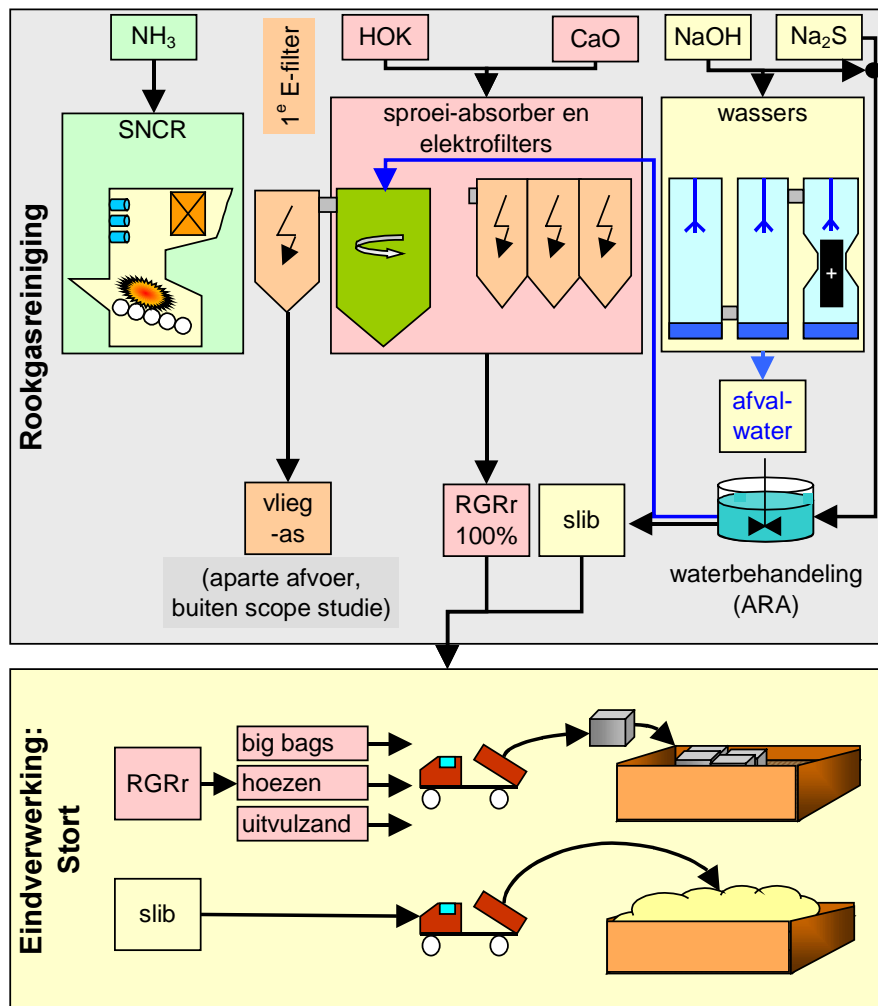 NH₃
HOK
CaO
NaOH
Na₂S
1ᵉ E-filter
SNCR
sproei-absorber en
elektrofilters
wassers
+
Rookgasreiniging
afval-
water
vlieg
-as
RGRr
100%
slib
(aparte afvoer,
buiten scope studie)
waterbehandeling
(ARA)
Eindverwerking:
Stort
RGRr
big bags
hoezen
uitvulzand
slib